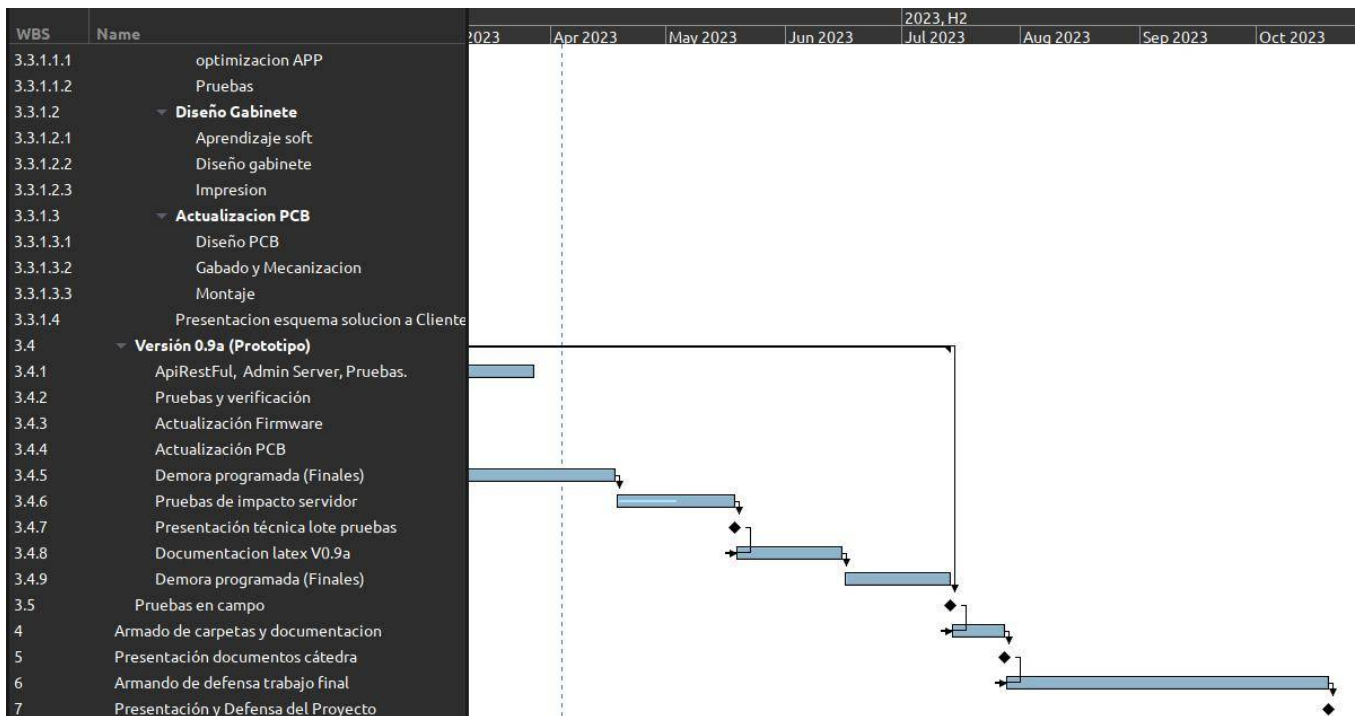 2023, H2
WBS Name 2023 Apr 2023 May 2023 Jun 2023 Jul 2023 Aug 2023 Sep 2023 Oct 2023
3.3.1.1.1 optimizacion APP
3.3.1.1.2 Pruebas
3.3.1.2 Diseño Gabinete
3.3.1.2.1 Aprendizaje soft
3.3.1.2.2 Diseño gabinete
3.3.1.2.3 Impresion
3.3.1.3 Actualizacion PCB
3.3.1.3.1 Diseño PCB
3.3.1.3.2 Gabado y Mecanizacion
3.3.1.3.3 Montaje
3.3.1.4 Presentacion esquema solucion a Cliente
3.4 Versión 0.9a (Prototipo)
3.4.1 ApiRestFul, Admin Server, Pruebas.
3.4.2 Pruebas y verificación
3.4.3 Actualización Firmware
3.4.4 Actualización PCB
3.4.5 Demora programada (Finales)
3.4.6 Pruebas de impacto servidor
3.4.7 Presentación técnica lote pruebas
3.4.8 Documentacion latex V0.9a
3.4.9 Demora programada (Finales)
3.5 Pruebas en campo
4 Armado de carpetas y documentacion
5 Presentación documentos cátedra
6 Armando de defensa trabajo final
7 Presentación y Defensa del Proyecto